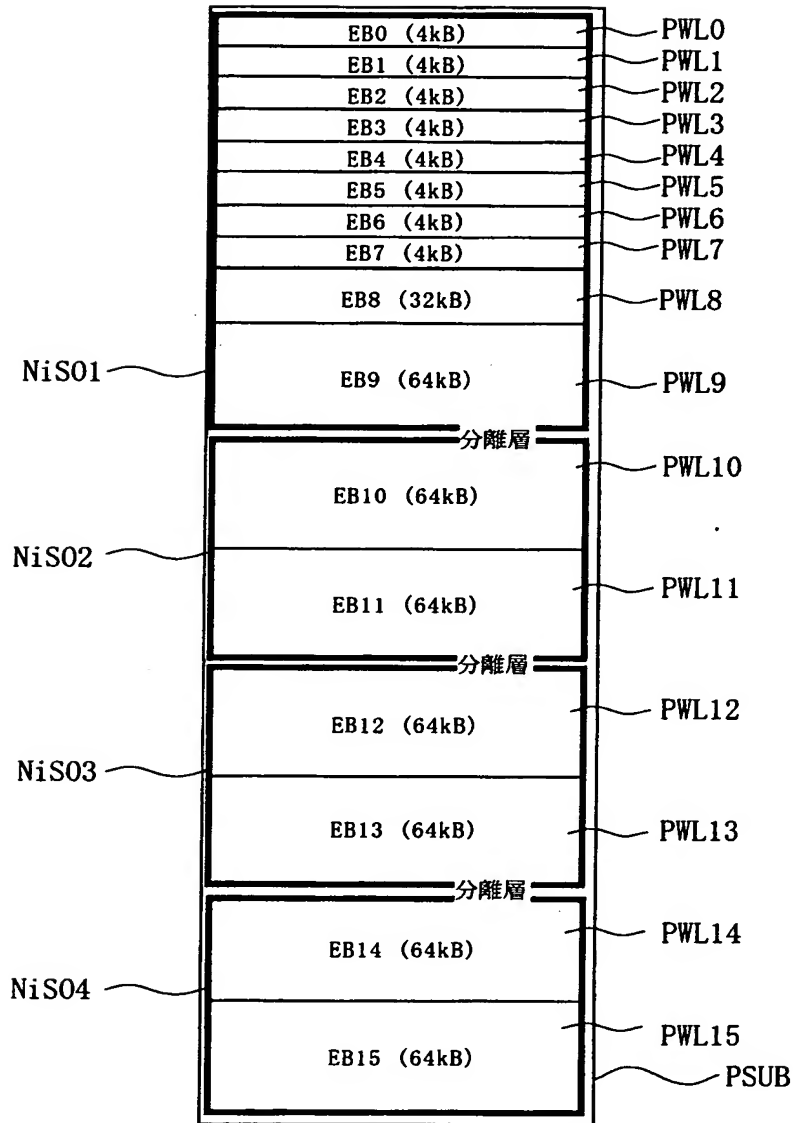 EB0 (4kB) PWL0
EB1 (4kB) PWL1
EB2 (4kB) PWL2
EB3 (4kB) PWL3
EB4 (4kB) PWL4
EB5 (4kB) PWL5
EB6 (4kB) PWL6
EB7 (4kB) PWL7
EB8 (32kB) PWL8
NiSO1 EB9 (64kB) PWL9
分離層
PWL10
EB10 (64kB)
NiSO2
PWL11
EB11 (64kB)
分離層
PWL12
EB12 (64kB)
NiSO3
EB13 (64kB) PWL13
分離層
PWL14
EB14 (64kB)
NiSO4
PWL15
EB15 (64kB)
PSUB